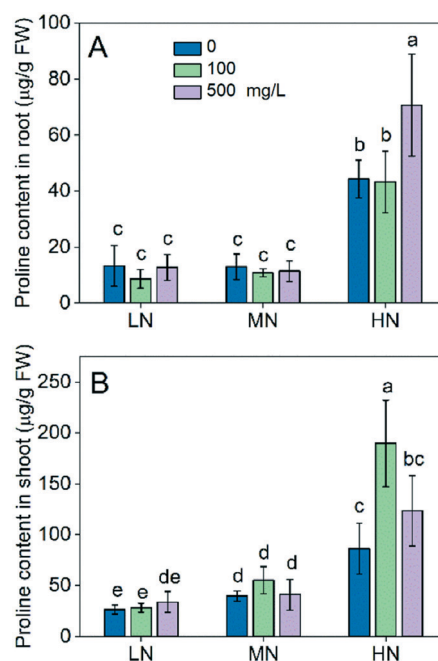 A
0
100
500 mg/L
Proline content in root (µg/g FW)
100
80
60
40
20
0
c c c
c c c
b b a
LN MN HN
B
Proline content in shoot (µg/g FW)
250
200
150
100
50
0
e e de
d d d
c a bc
LN MN HN